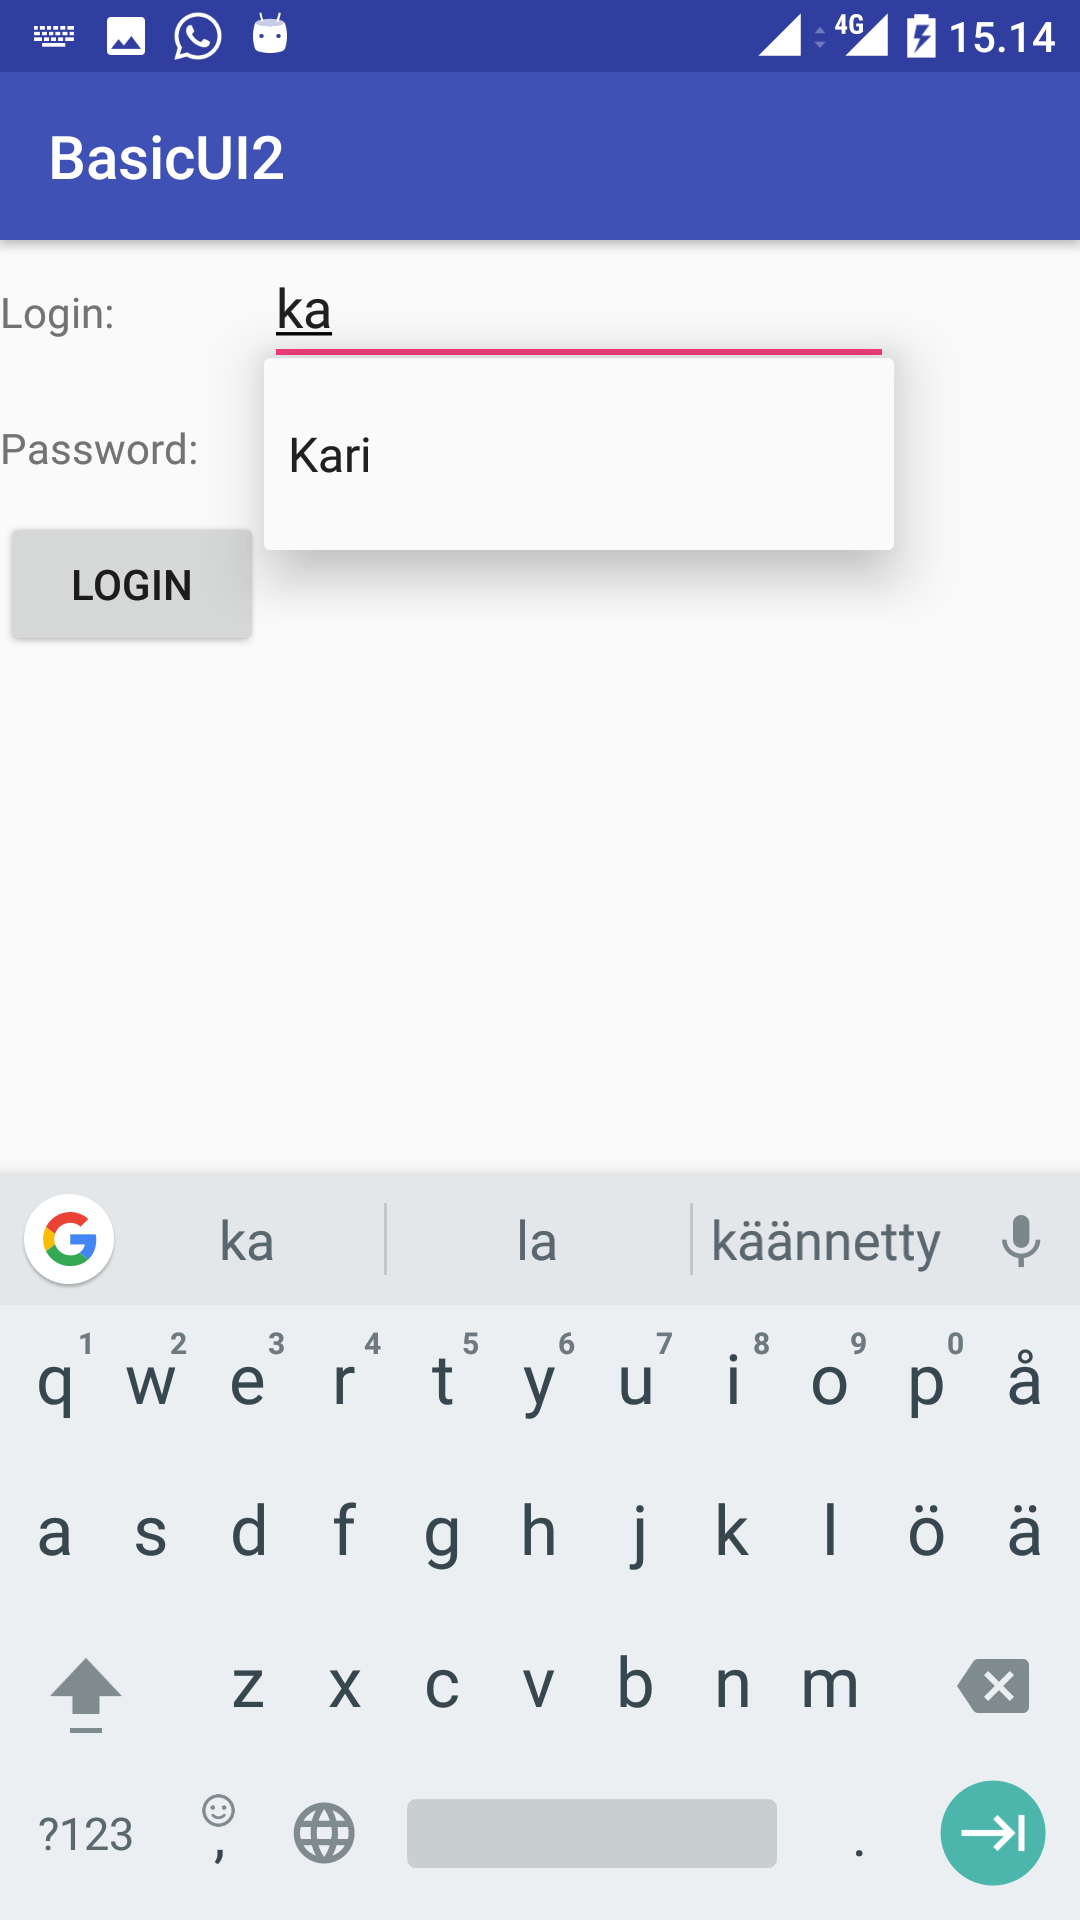 4G 15.14
BasicUI2
Login: ka
Kari
Password:
LOGIN
ka la käännetty
1 2 3 4 5 6 7 8 9 0
q w e r t y u i o p å
a s d f g h j k l ö ä
z x c v b n m
?123 , .